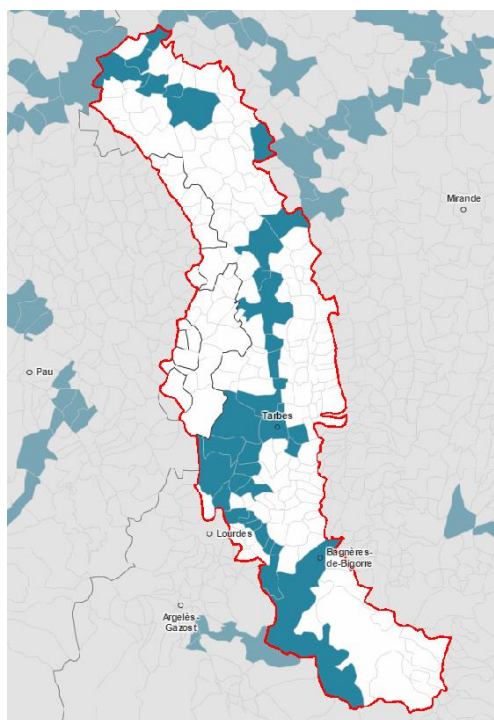 Mirande
Pau
Tarbes
Lourdes
Bagnères-
de-Bigorre
Argelès-
Gazost